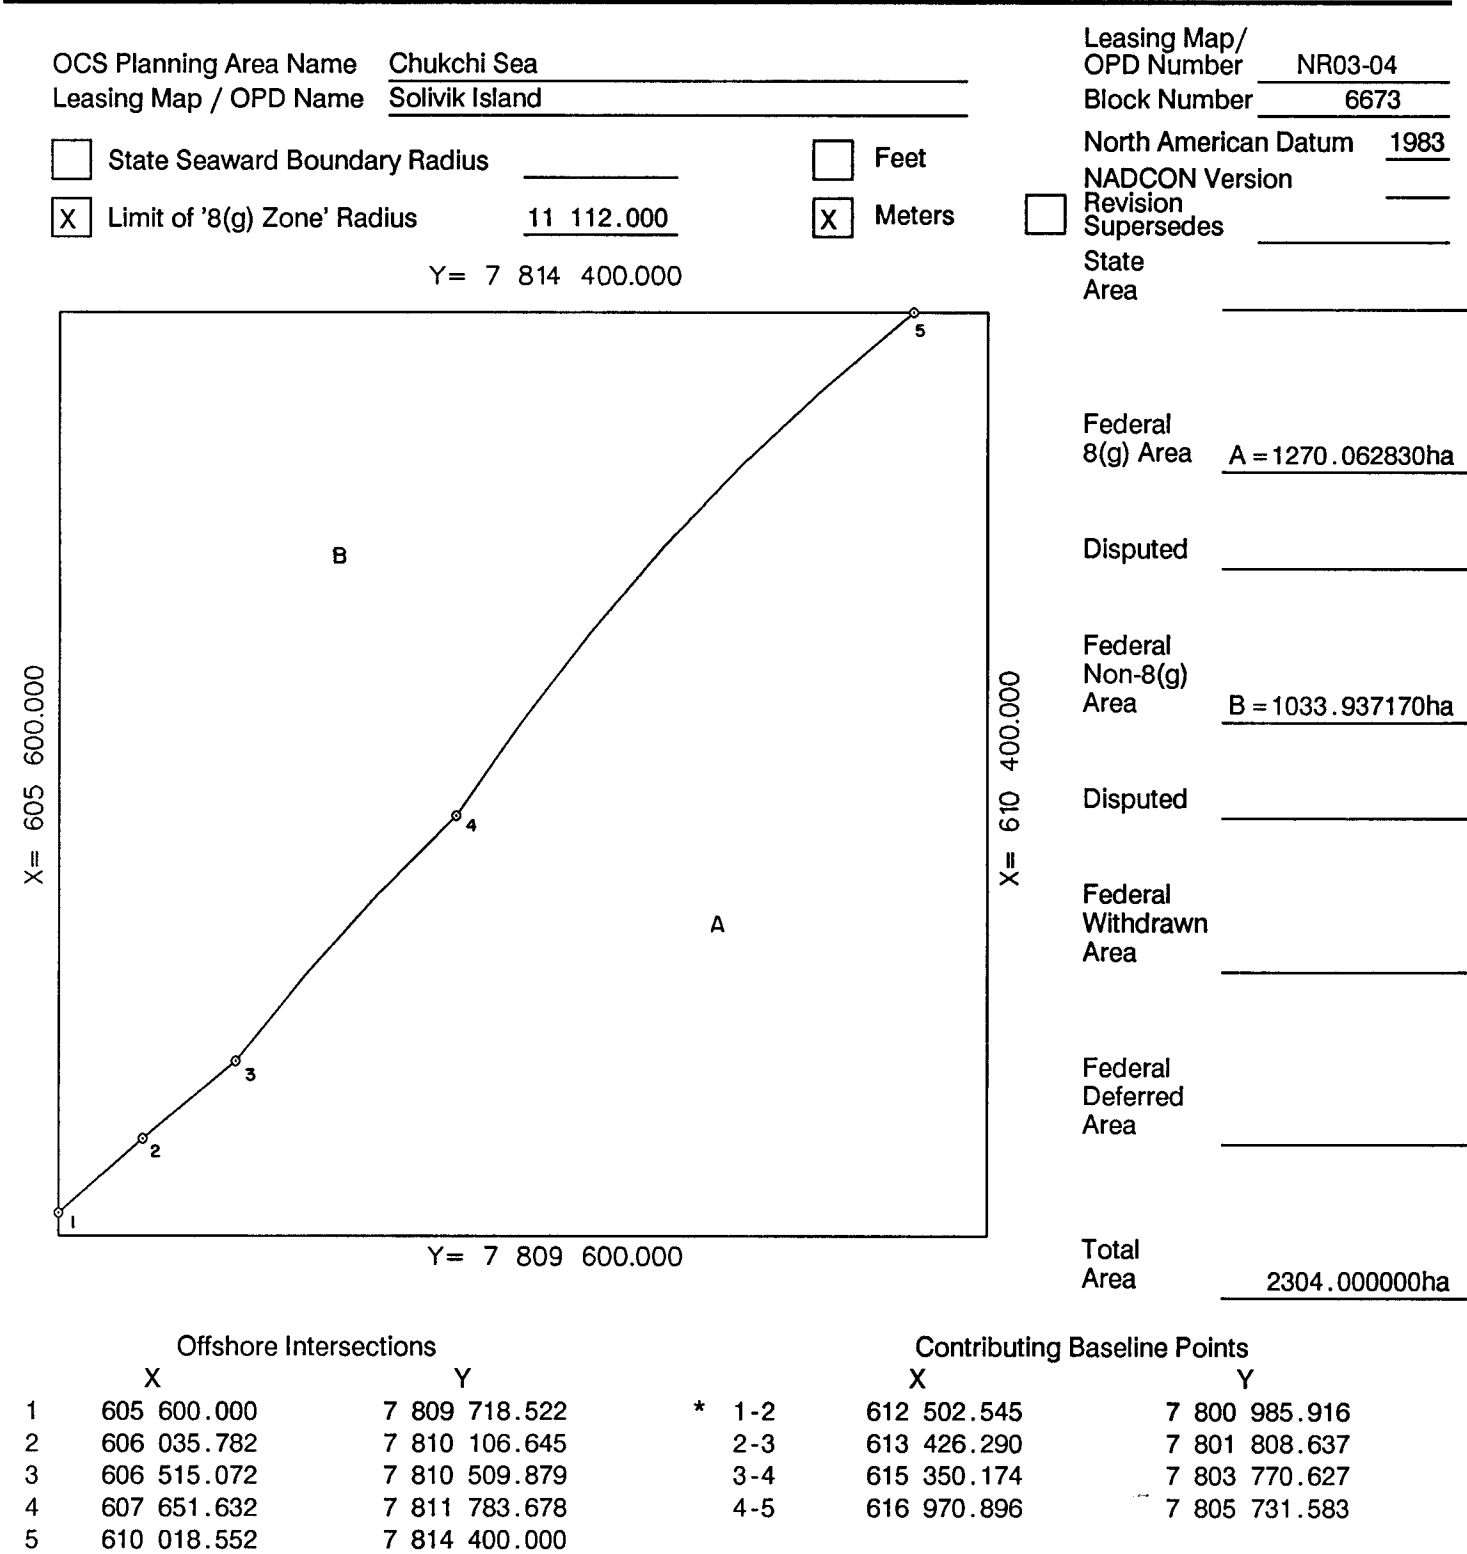 OCS Planning Area Name Chukchi Sea
Leasing Map / OPD Name Solivik Island
Leasing Map/
OPD Number NR03-04
Block Number 6673
North American Datum 1983
NADCON Version
Revision
Supersedes
State Seaward Boundary Radius
Feet
X Limit of '8(g) Zone' Radius 11 112.000
X Meters
State
Area
Y= 7 814 400.000
5
Federal
8(g) Area A =1270.062830ha
Disputed
B
Federal
Non-8(g)
Area B =1033.937170ha
X= 605 600.000
X= 610 400.000
Disputed
4
A
Federal
Withdrawn
Area
3
Federal
Deferred
Area
2
1
Y= 7 809 600.000
Total
Area 2304.000000ha
Offshore Intersections
X Y
1 605 600.000 7 809 718.522
2 606 035.782 7 810 106.645
3 606 515.072 7 810 509.879
4 607 651.632 7 811 783.678
5 610 018.552 7 814 400.000
Contributing Baseline Points
X Y
* 1-2 612 502.545 7 800 985.916
2-3 613 426.290 7 801 808.637
3-4 615 350.174 7 803 770.627
4-5 616 970.896 7 805 731.583